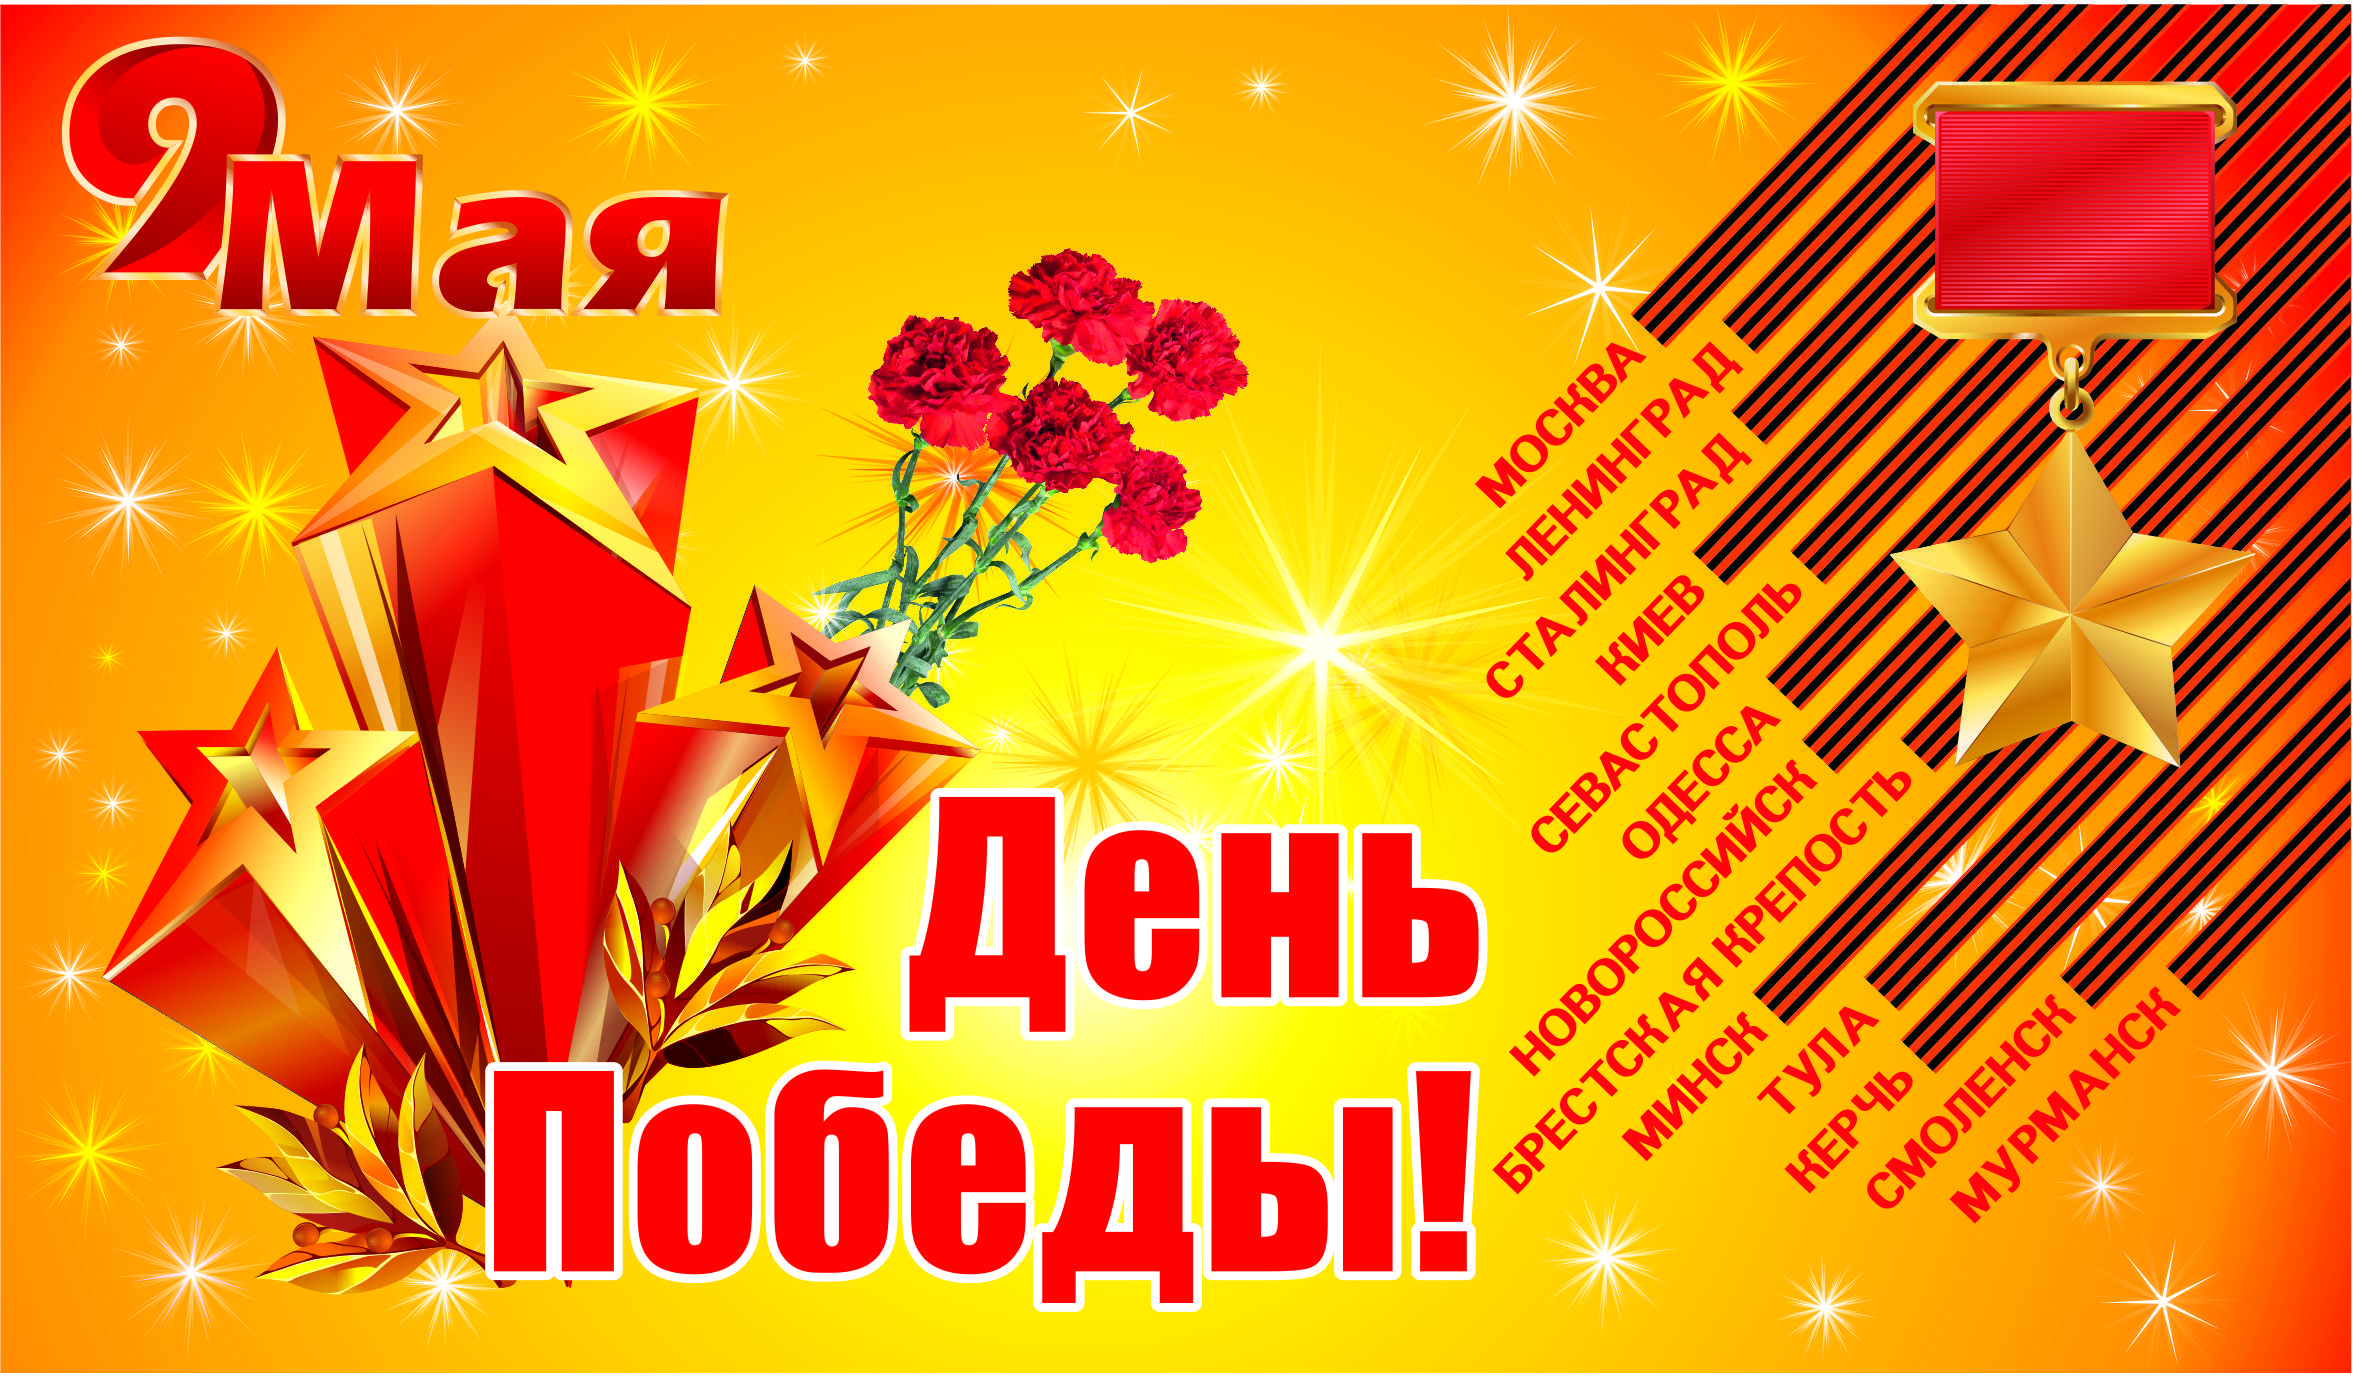 9 Мая
МОСКВА
ЛЕНИНГРАД
СТАЛИНГРАД
КИЕВ
СЕВАСТОПОЛЬ
ОДЕССА
НОВОРОССИЙСК
БРЕСТСКАЯ КРЕПОСТЬ
МИНСК
ТУЛА
КЕРЧЬ
СМОЛЕНСК
МУРМАНСК
День
Победы!